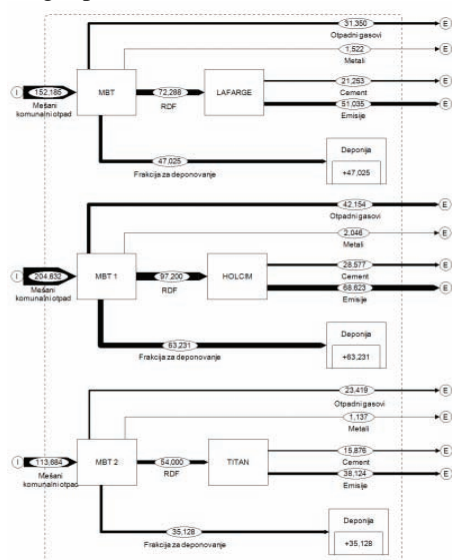 31,350 E
Otpadni gasovi
1,522 E
Metali
I 152,185 MBT 72,288 LAFARGE 21,253 E
Mešani komunalni otpad RDF Cement
51,035 E
Emisije
Deponija
47,025 +47,025
Frakcija za deponovanje
42,154 E
Otpadni gasovi
2,046 E
Metali
I 204,632 MBT 1 97,200 HOLCIM 28,577 E
Mešani komunalni otpad RDF Cement
68,623 E
Emisije
Deponija
63,231 +63,231
Frakcija za deponovanje
23,419 E
Otpadni gasovi
1,137 E
Metali
I 113,684 MBT 2 54,000 TITAN 15,876 E
Mešani komunalni otpad RDF Cement
38,124 E
Emisije
Deponija
35,128 +35,128
Frakcija za deponovanje